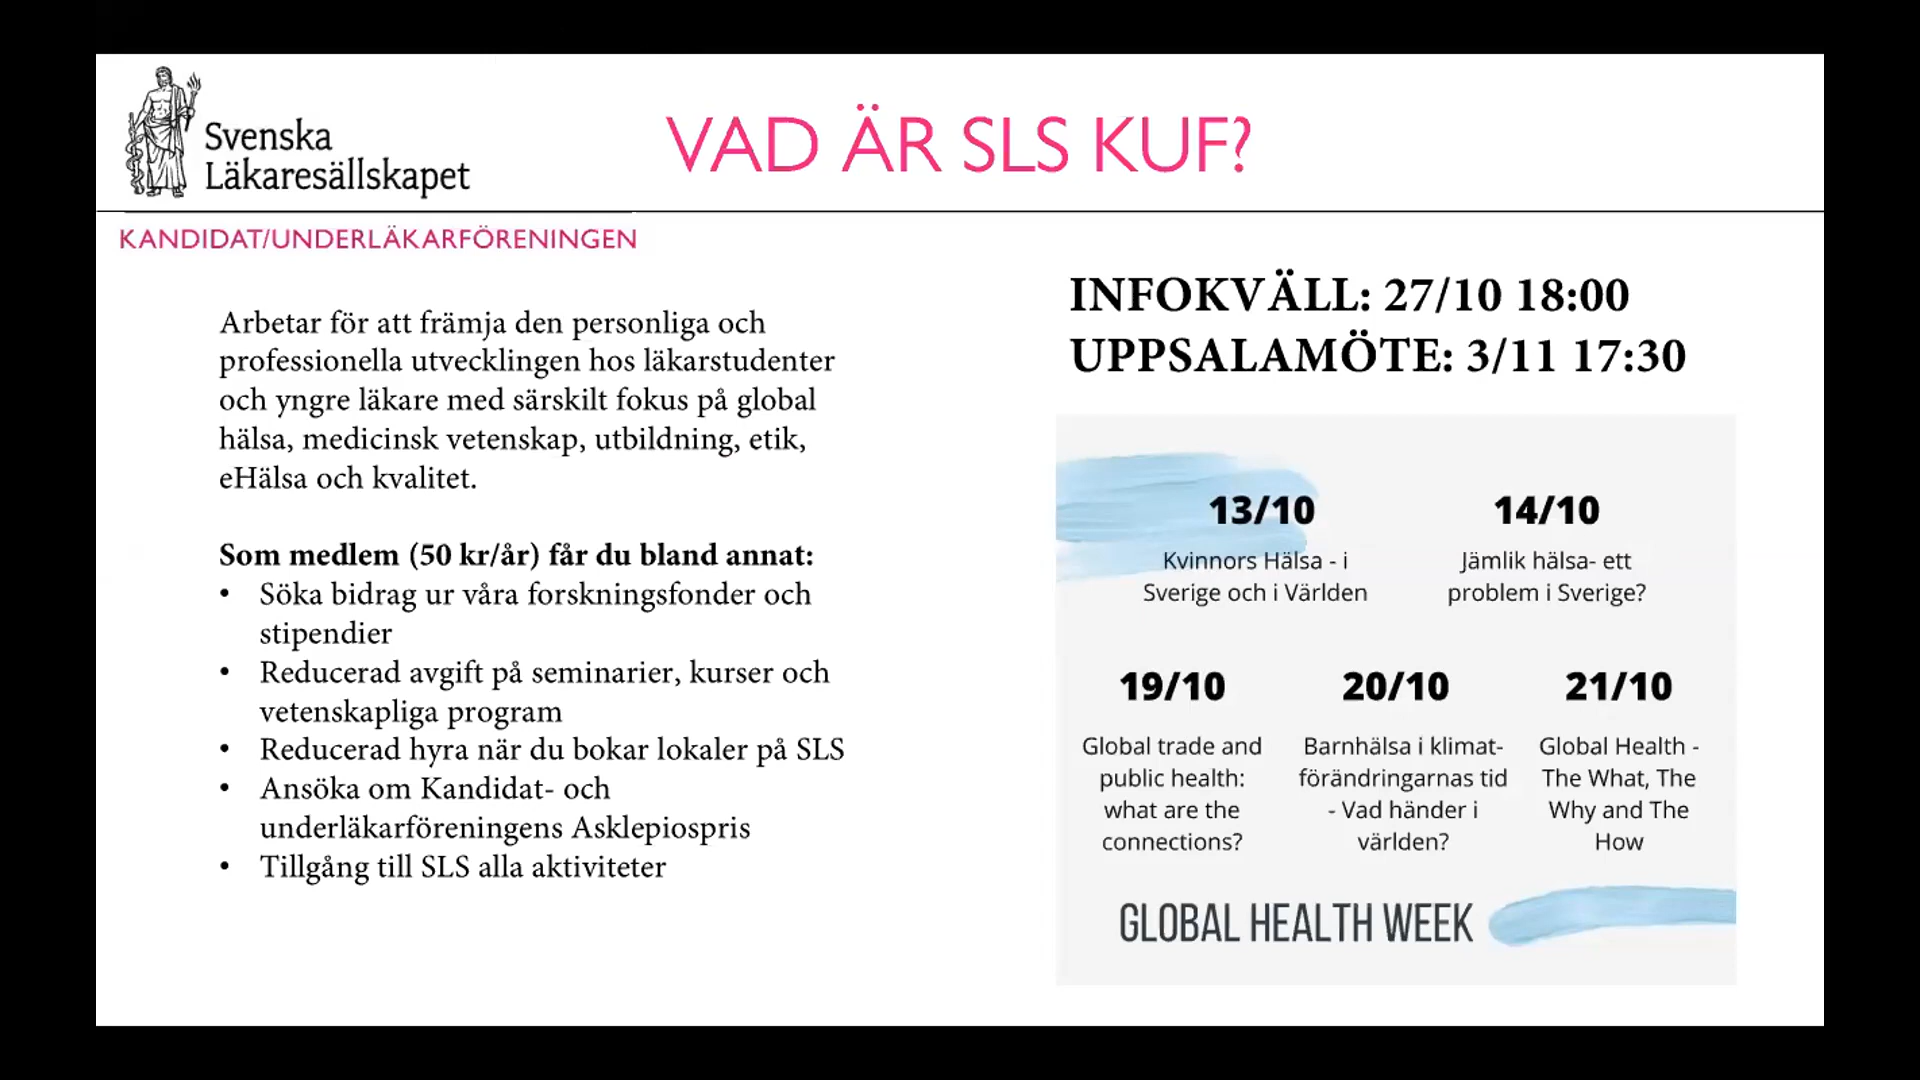 Svenska
Läkaresällskapet
VAD ÄR SLS KUF?
KANDIDAT/UNDERLÄKARFÖRENINGEN
Arbetar för att främja den personliga och
professionella utvecklingen hos läkarstudenter
och yngre läkare med särskilt fokus på global
hälsa, medicinsk vetenskap, utbildning, etik,
eHälsa och kvalitet.
Som medlem (50 kr/år) får du bland annat:
• Söka bidrag ur våra forskningsfonder och
stipendier
• Reducerad avgift på seminarier, kurser och
vetenskapliga program
• Reducerad hyra när du bokar lokaler på SLS
• Ansöka om Kandidat- och
underläkarföreningens Asklepiospris
• Tillgång till SLS alla aktiviteter
INFOKVÄLL: 27/10 18:00
UPPSALAMÖTE: 3/11 17:30
13/10
Kvinnors Hälsa - i
Sverige och i Världen
14/10
Jämlik hälsa- ett
problem i Sverige?
19/10
Global trade and
public health:
what are the
connections?
20/10
Barnhälsa i klimat-
förändringarnas tid
- Vad händer i
världen?
21/10
Global Health -
The What, The
Why and The
How
GLOBAL HEALTH WEEK